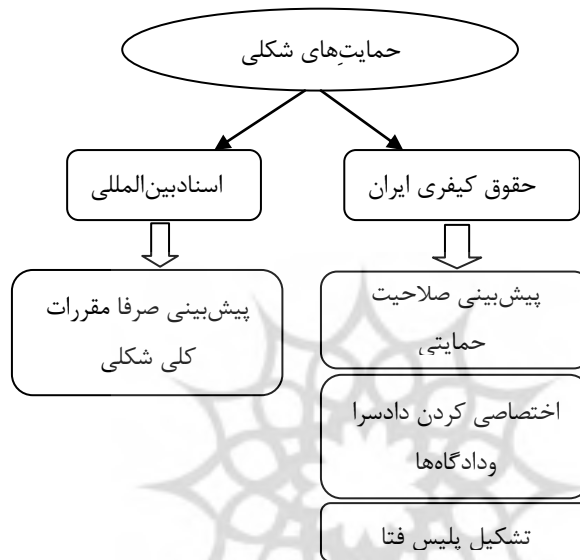 حمایتِ‌های شکلی
حقوق کیفری ایران
اسنادبین‌المللی
پیش‌بینی صلاحیت
حمایتی
پیش‌بینی صرفا مقررات
کلی شکلی
اختصاصی کردن دادسرا
ودادگاه‌ها
تشکیل پلیس فتا